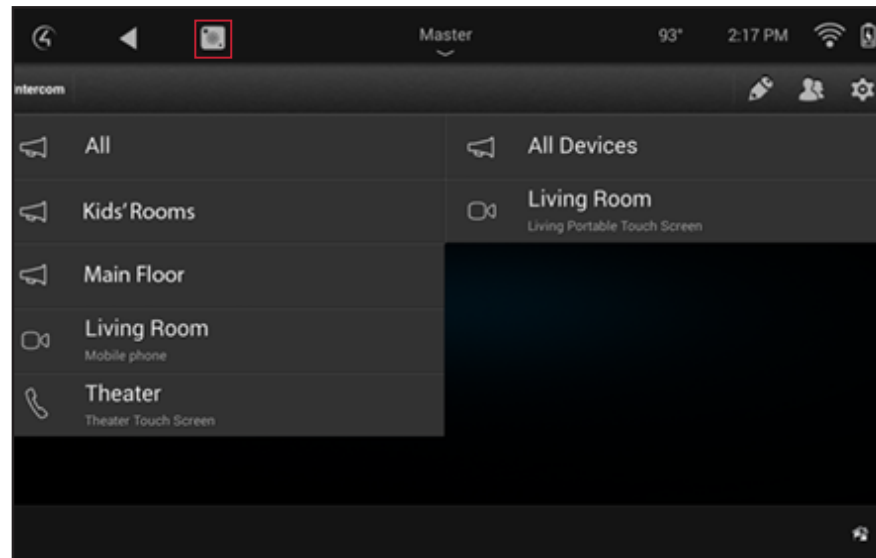 Master
93°
2:17 PM
ntercom
All
All Devices
Kids' Rooms
Living Room
Living Portable Touch Screen
Main Floor
Living Room
Mobile phone
Theater
Theater Touch Screen